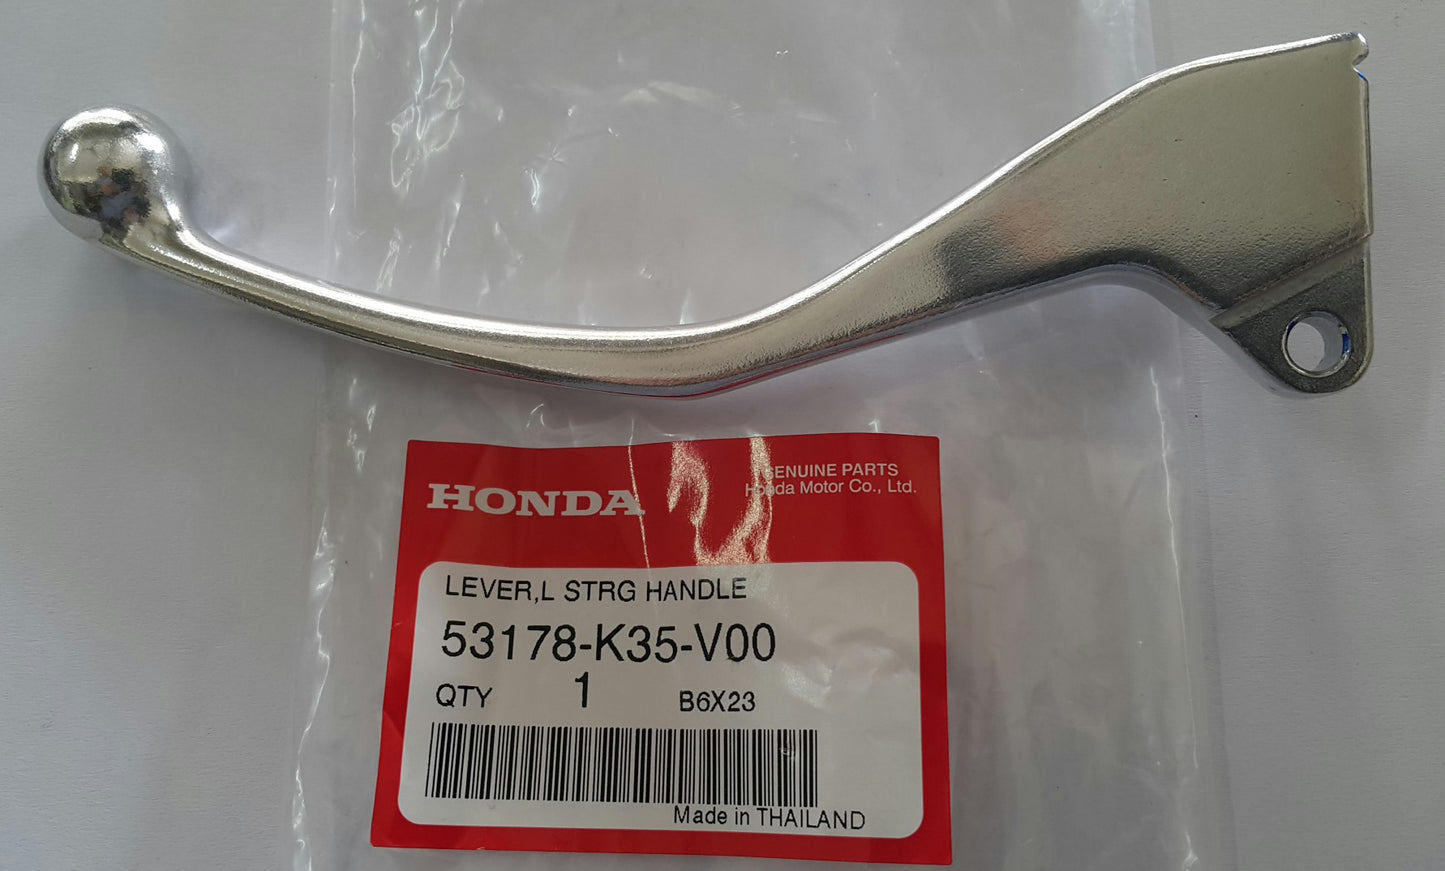 HONDA
GENUINE PARTS
Honda Motor Co., Ltd.
LEVER,L STRG HANDLE
53178-K35-V00
QTY 1 B6X23
Made in THAILAND